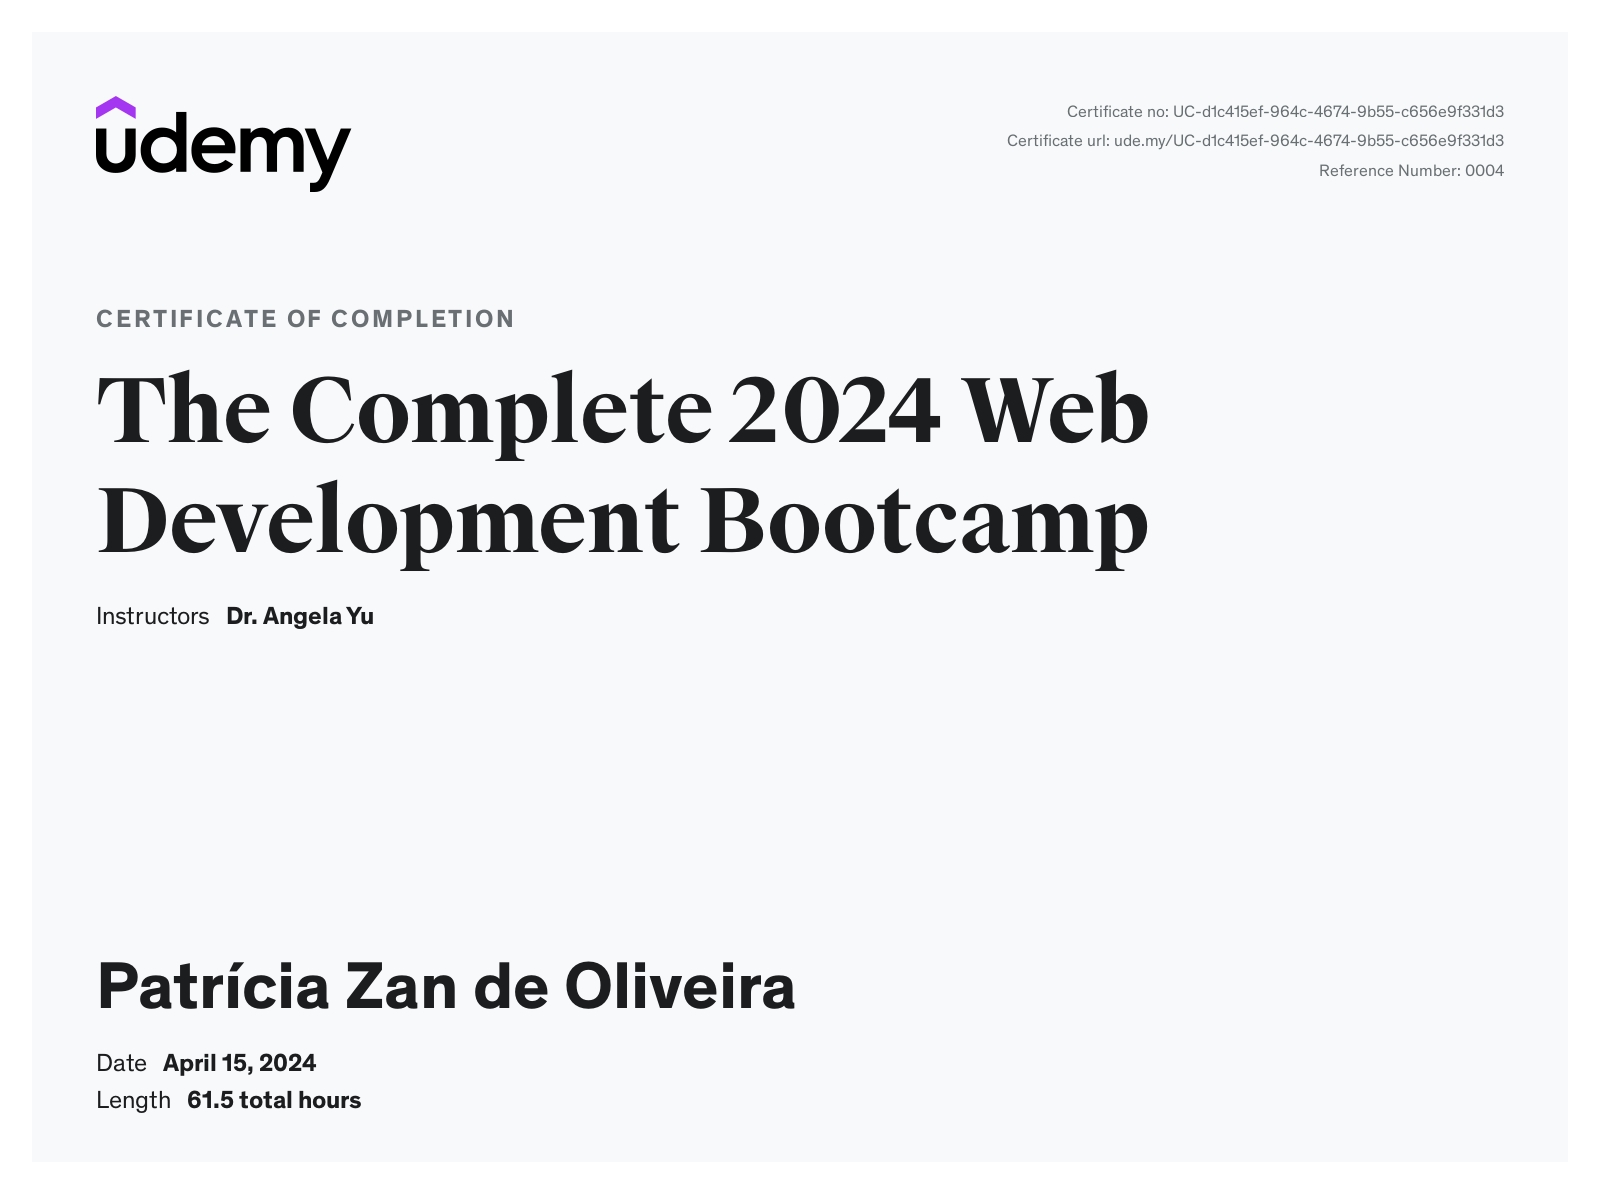 udemy
Certificate no: UC-d1c415ef-964c-4674-9b55-c656e9f331d3
Certificate url: ude.my/UC-d1c415ef-964c-4674-9b55-c656e9f331d3
Reference Number: 0004
CERTIFICATE OF COMPLETION
The Complete 2024 Web
Development Bootcamp
Instructors Dr. Angela Yu
Patrícia Zan de Oliveira
Date April 15, 2024
Length 61.5 total hours